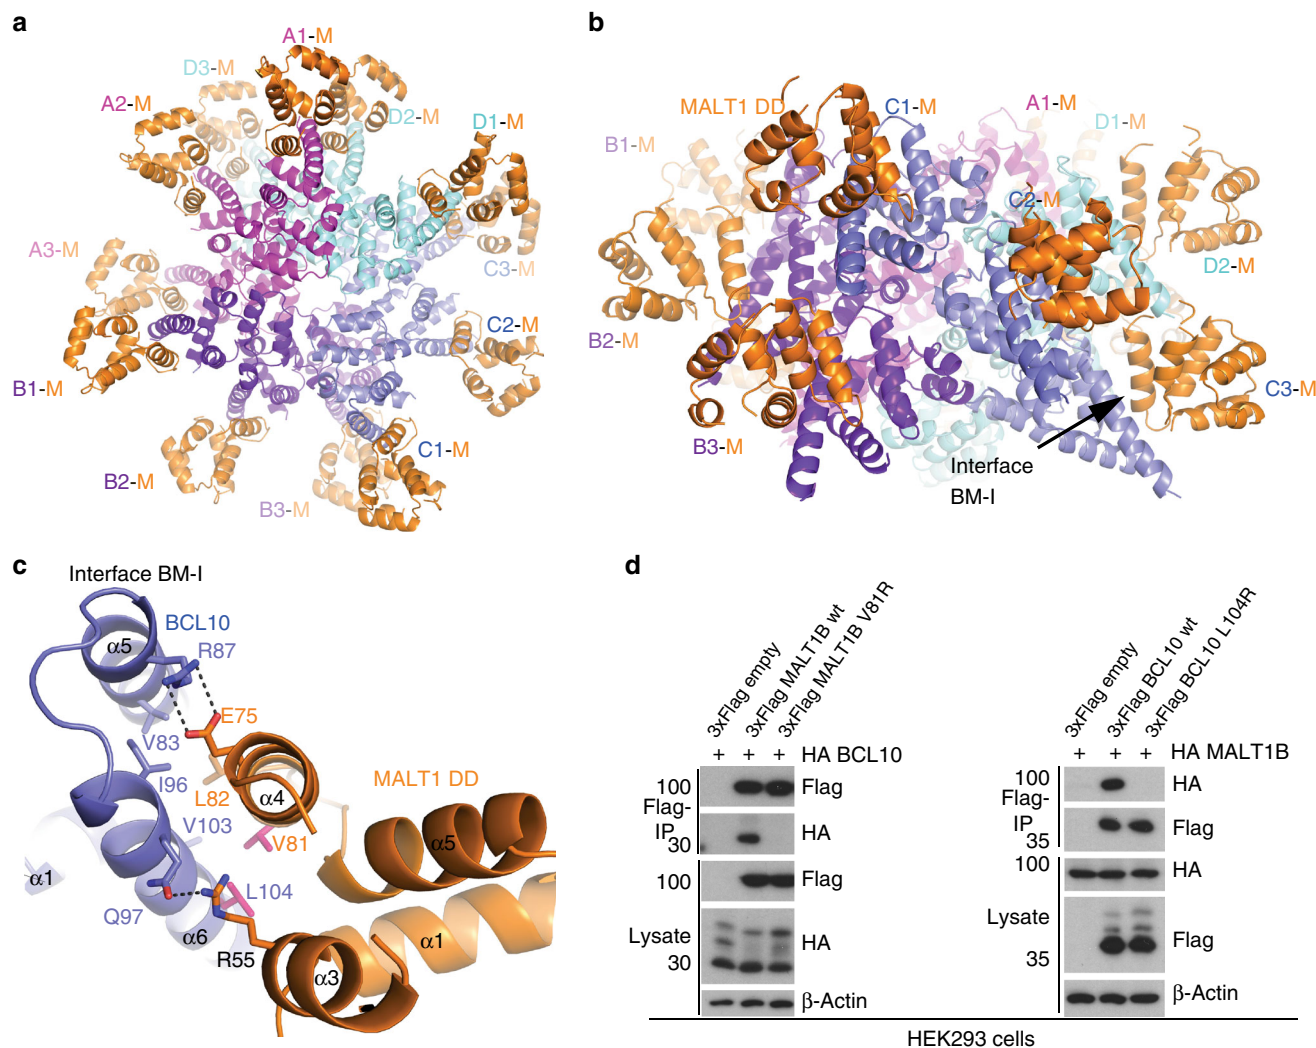 a
A1-M
D3-M
A2-M
D2-M
D1-M
A3-M
C3-M
C2-M
B1-M
C1-M
B2-M
B3-M
b
MALT1 DD
C1-M
A1-M
D1-M
B1-M
C2-M
D2-M
B2-M
C3-M
B3-M
Interface
BM-I
c
Interface BM-I
BCL10
α5
R87
E75
V83
I96
L82
α4
MALT1 DD
V103
V81
α5
α1
L104
Q97
α6
R55
α1
α3
d
3xFlag empty
3xFlag MALT1B wt
3xFlag MALT1B V81R
+ + + HA BCL10
100 Flag
Flag-
IP
30 HA
100 Flag
Lysate HA
30
β-Actin
3xFlag empty
3xFlag BCL10 wt
3xFlag BCL10 L104R
+ + + HA MALT1B
100 HA
Flag-
IP Flag
35
100 HA
Lysate Flag
35
β-Actin
HEK293 cells